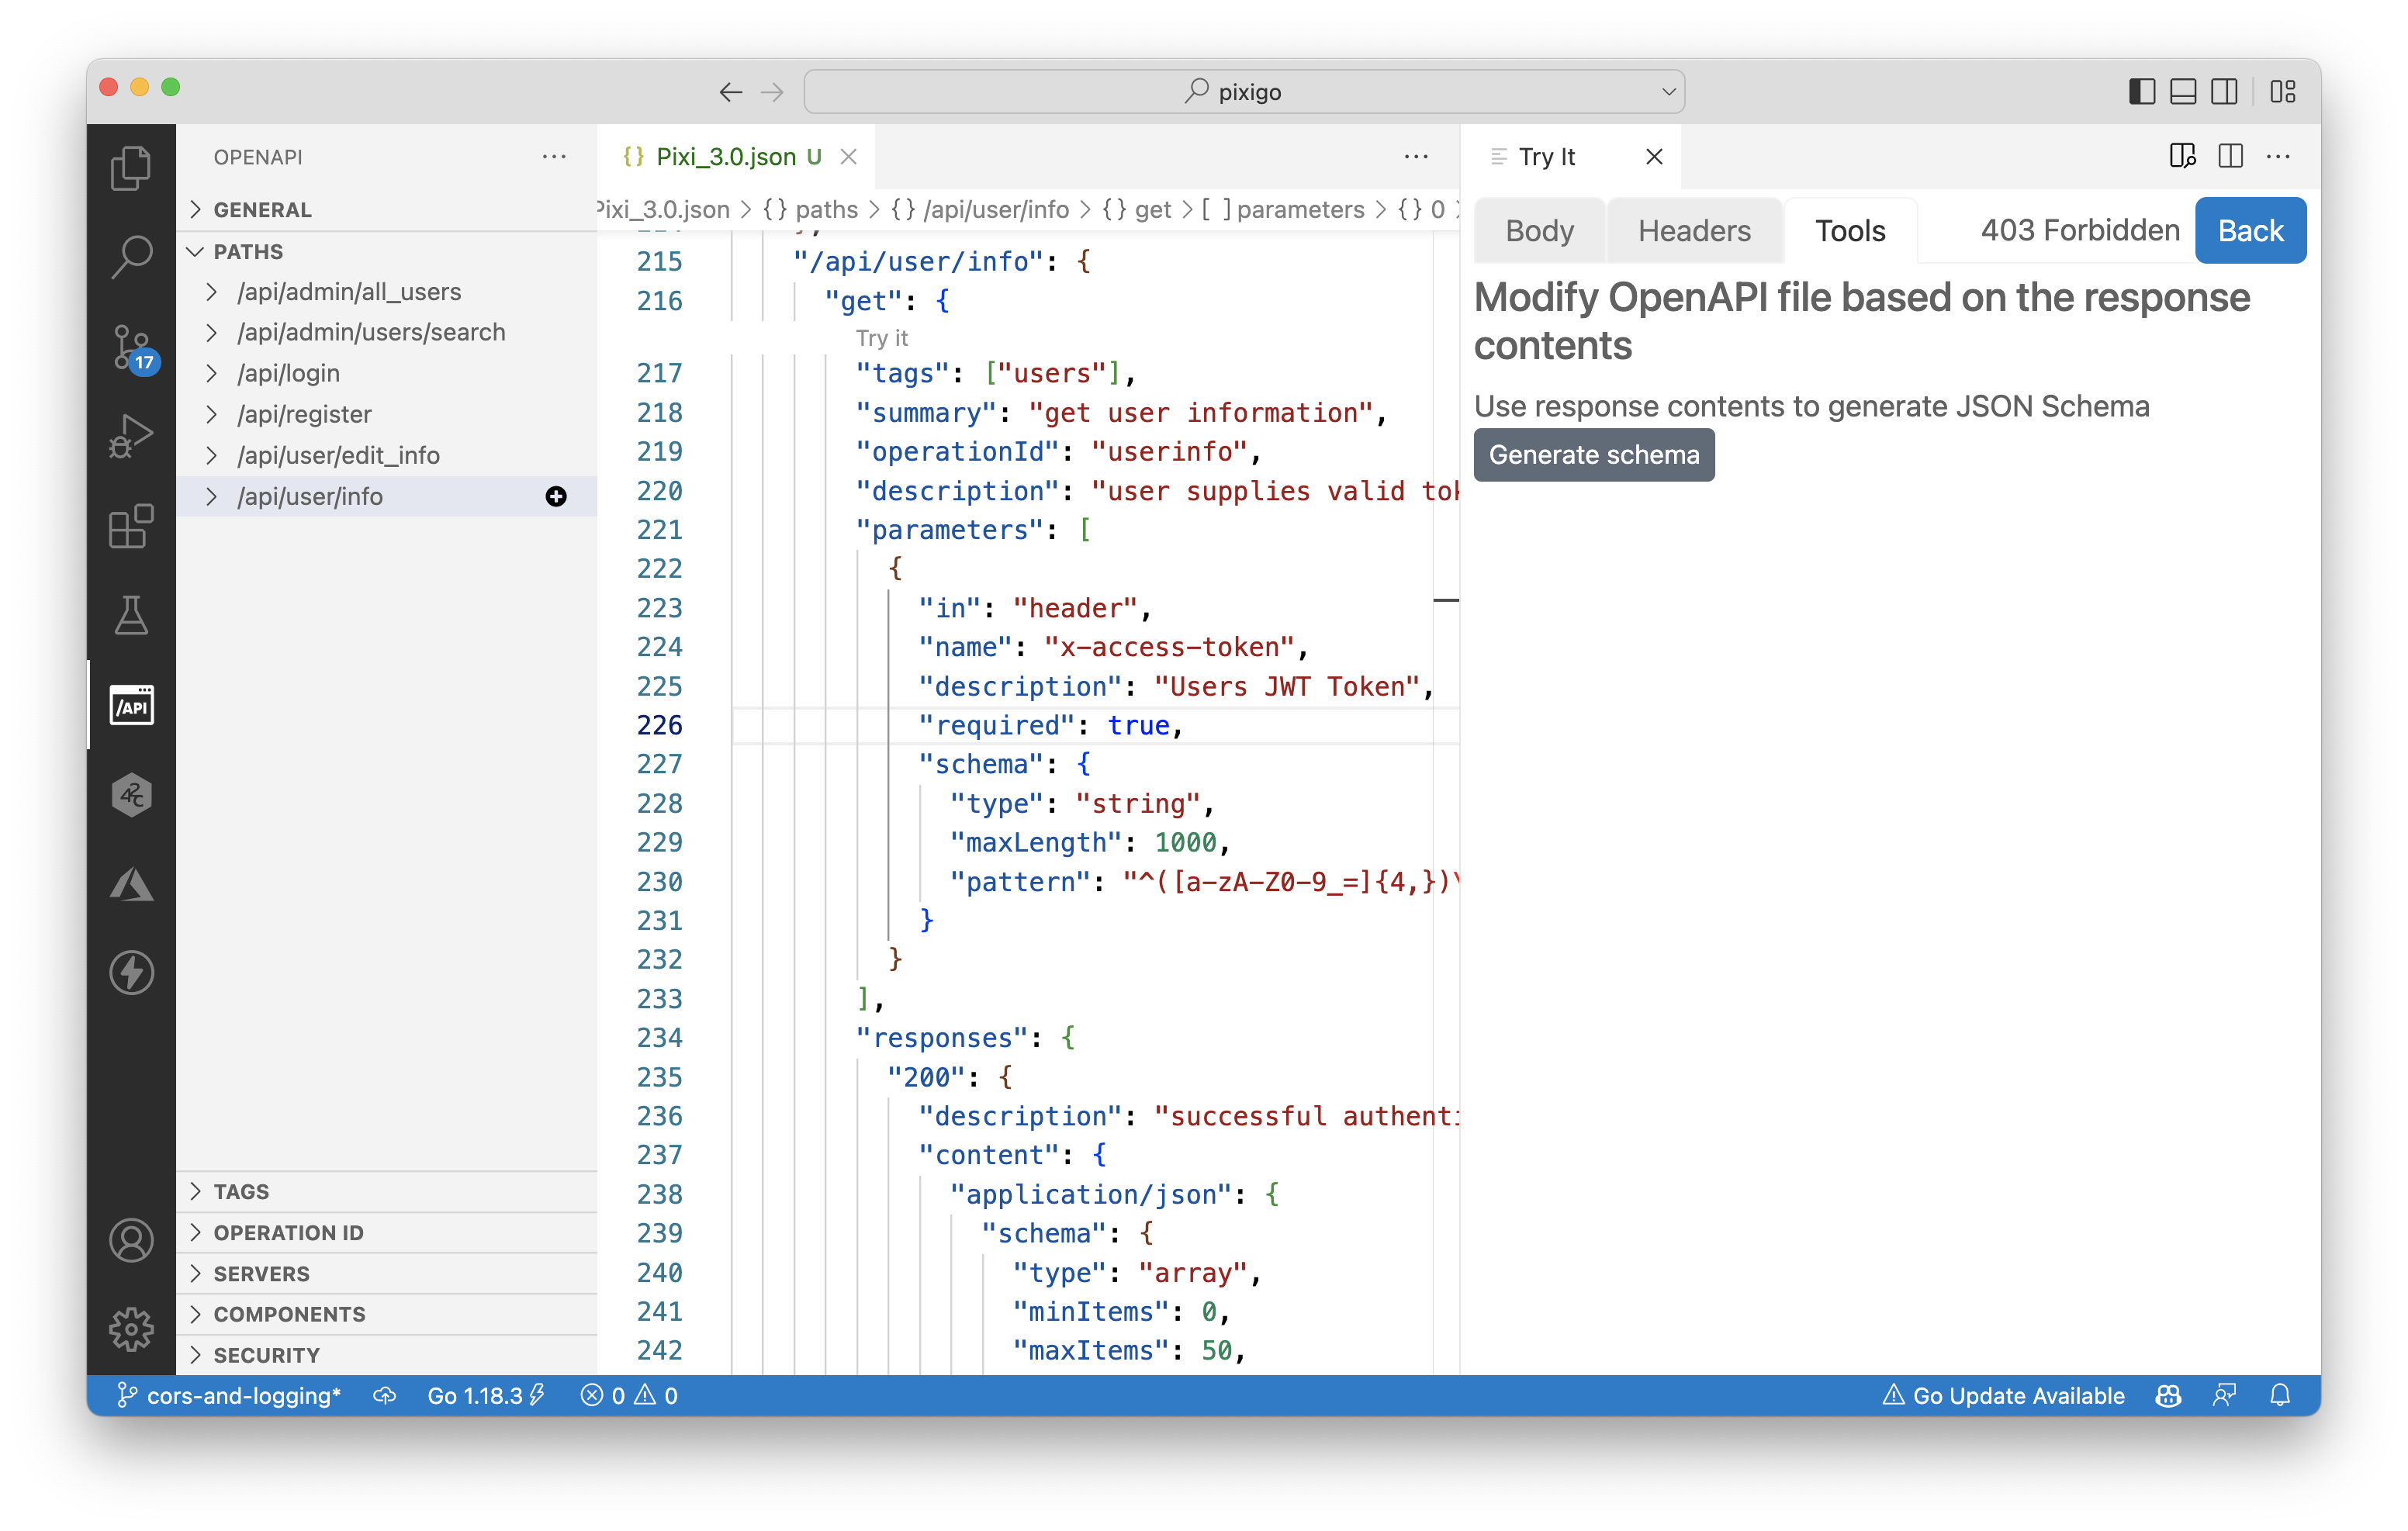 pixigo
OPENAPI
GENERAL
PATHS
/api/admin/all_users
/api/admin/users/search
/api/login
/api/register
/api/user/edit_info
/api/user/info
TAGS
OPERATION ID
SERVERS
COMPONENTS
SECURITY
17
/API
42c
{} Pixi_3.0.json U
Pixi_3.0.json > {} paths > {} /api/user/info > {} get > [ ] parameters > {} 0 >
215 "/api/user/info": {
216 "get": {
Try it
217 "tags": ["users"],
218 "summary": "get user information",
219 "operationId": "userinfo",
220 "description": "user supplies valid tok
221 "parameters": [
222 {
223 "in": "header",
224 "name": "x-access-token",
225 "description": "Users JWT Token",
226 "required": true,
227 "schema": {
228 "type": "string",
229 "maxLength": 1000,
230 "pattern": "^([a-zA-Z0-9_=]{4,})\
231 }
232 }
233 ],
234 "responses": {
235 "200": {
236 "description": "successful authenti
237 "content": {
238 "application/json": {
239 "schema": {
240 "type": "array",
241 "minItems": 0,
242 "maxItems": 50,
Try It
Body Headers Tools 403 Forbidden Back
Modify OpenAPI file based on the response
contents
Use response contents to generate JSON Schema
Generate schema
cors-and-logging* Go 1.18.3 0 0 Go Update Available